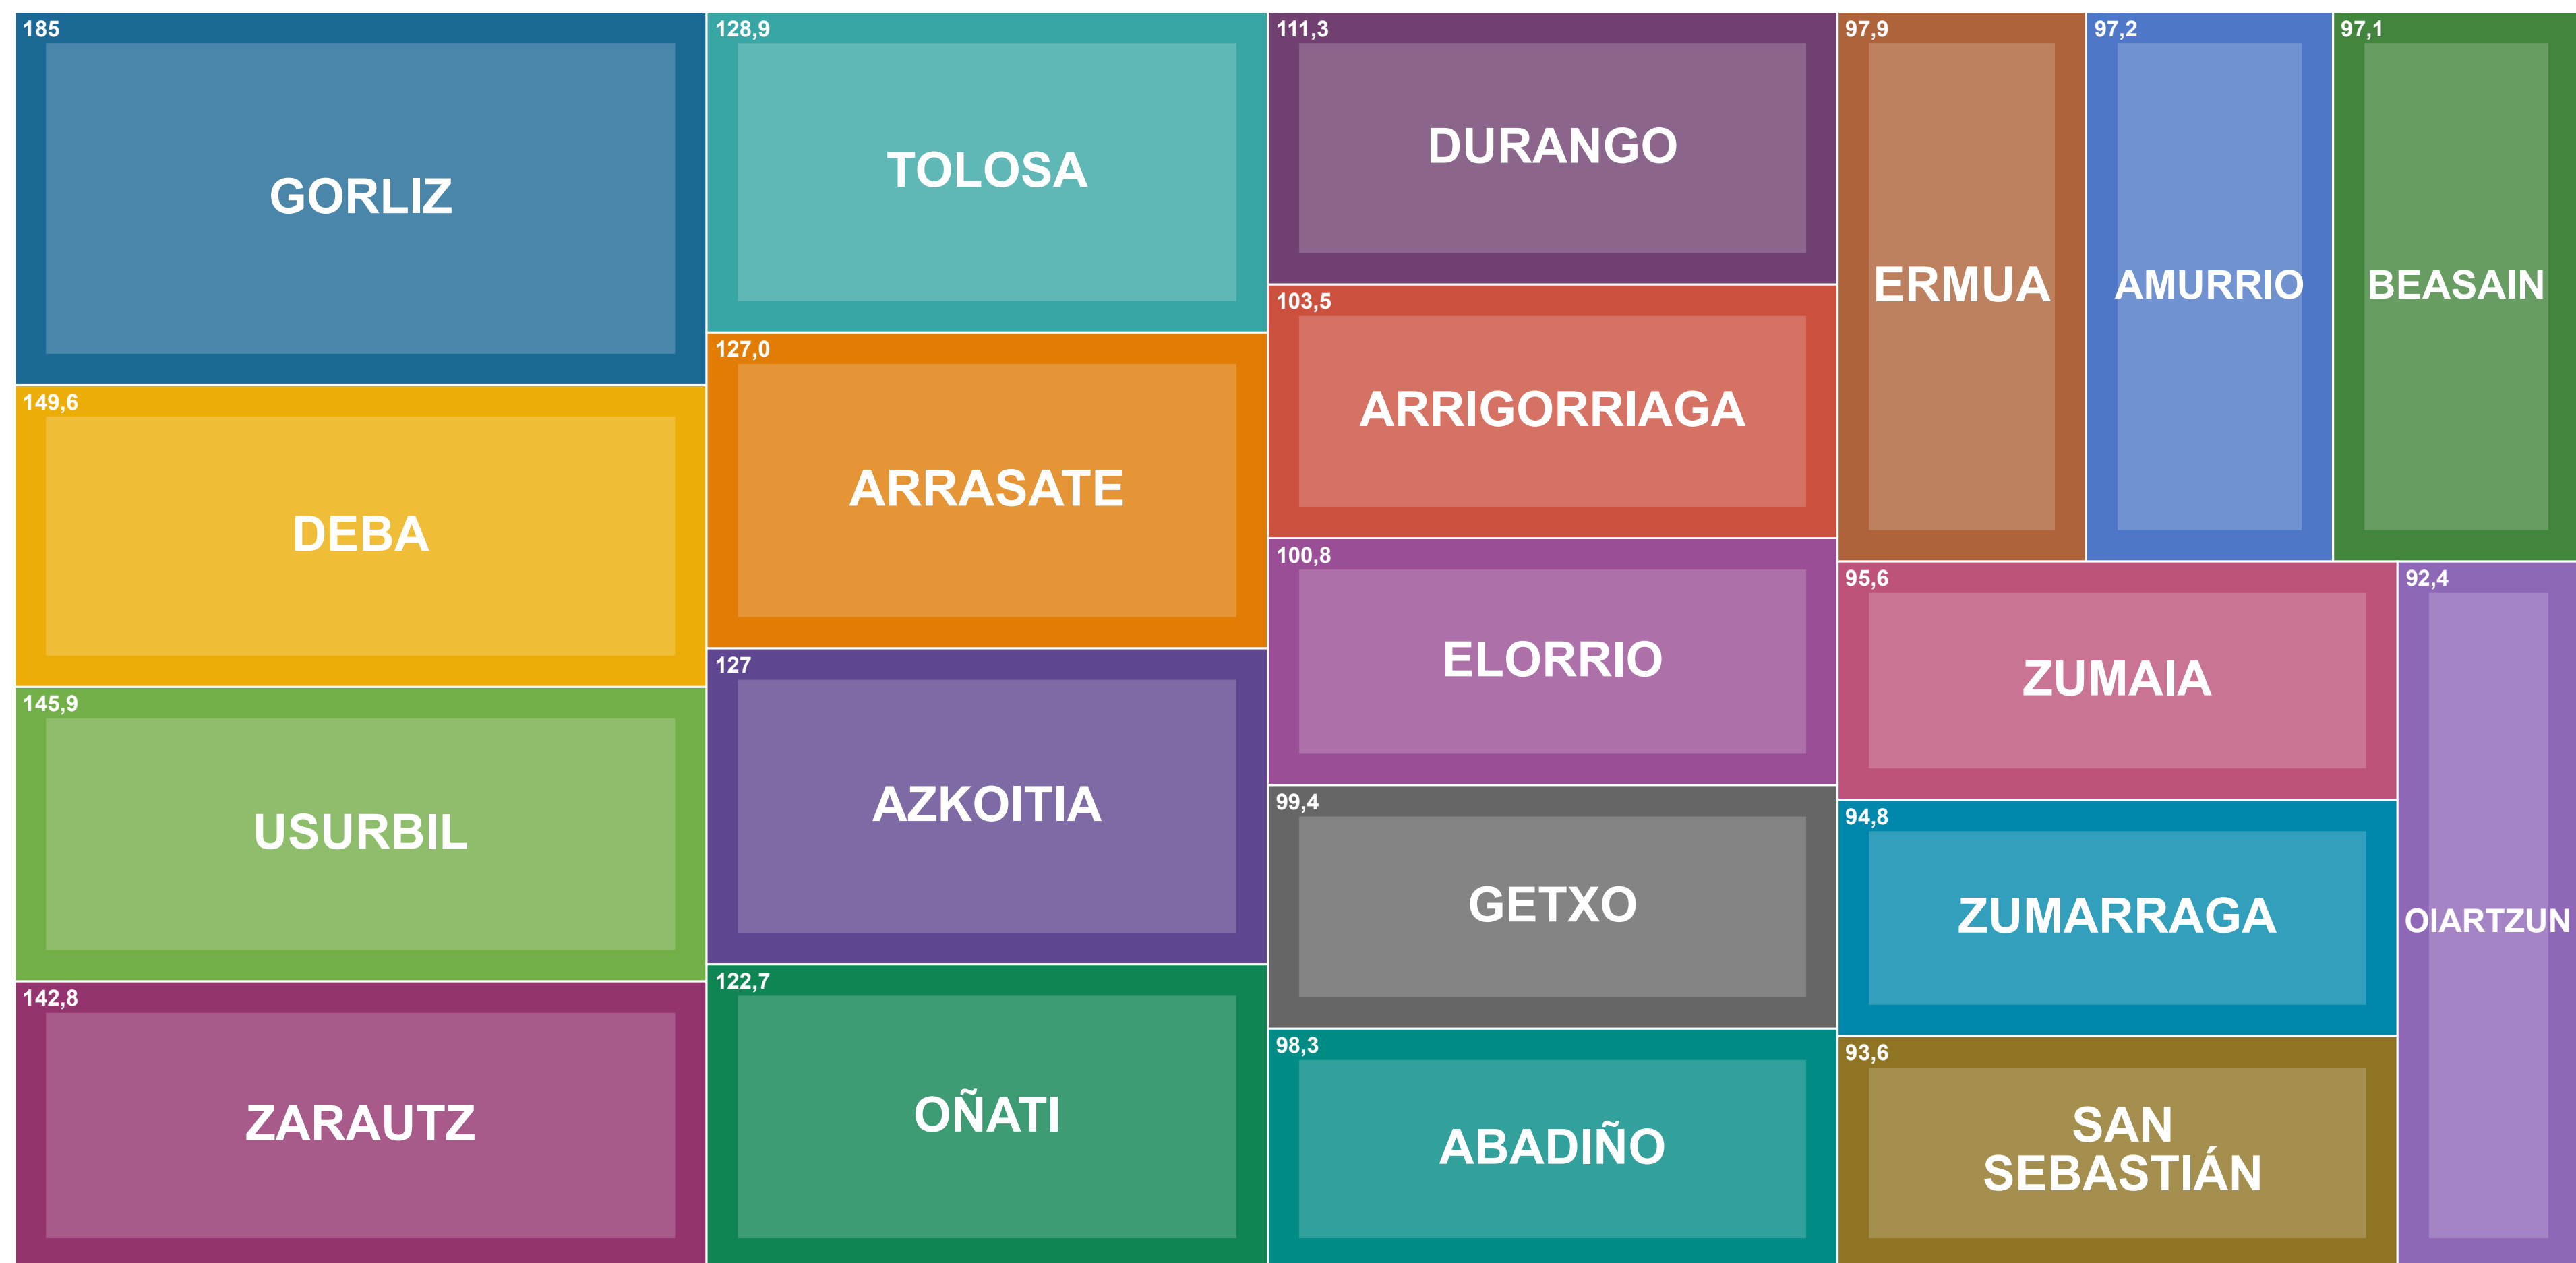 185
GORLIZ
149,6
DEBA
145,9
USURBIL
142,8
ZARAUTZ
128,9
TOLOSA
127,0
ARRASATE
127
AZKOITIA
122,7
OÑATI
111,3
DURANGO
103,5
ARRIGORRIAGA
100,8
ELORRIO
99,4
GETXO
98,3
ABADIÑO
97,9
ERMUA
97,2
AMURRIO
97,1
BEASAIN
95,6
ZUMAIA
94,8
ZUMARRAGA
93,6
SAN
SEBASTIÁN
92,4
OIARTZUN